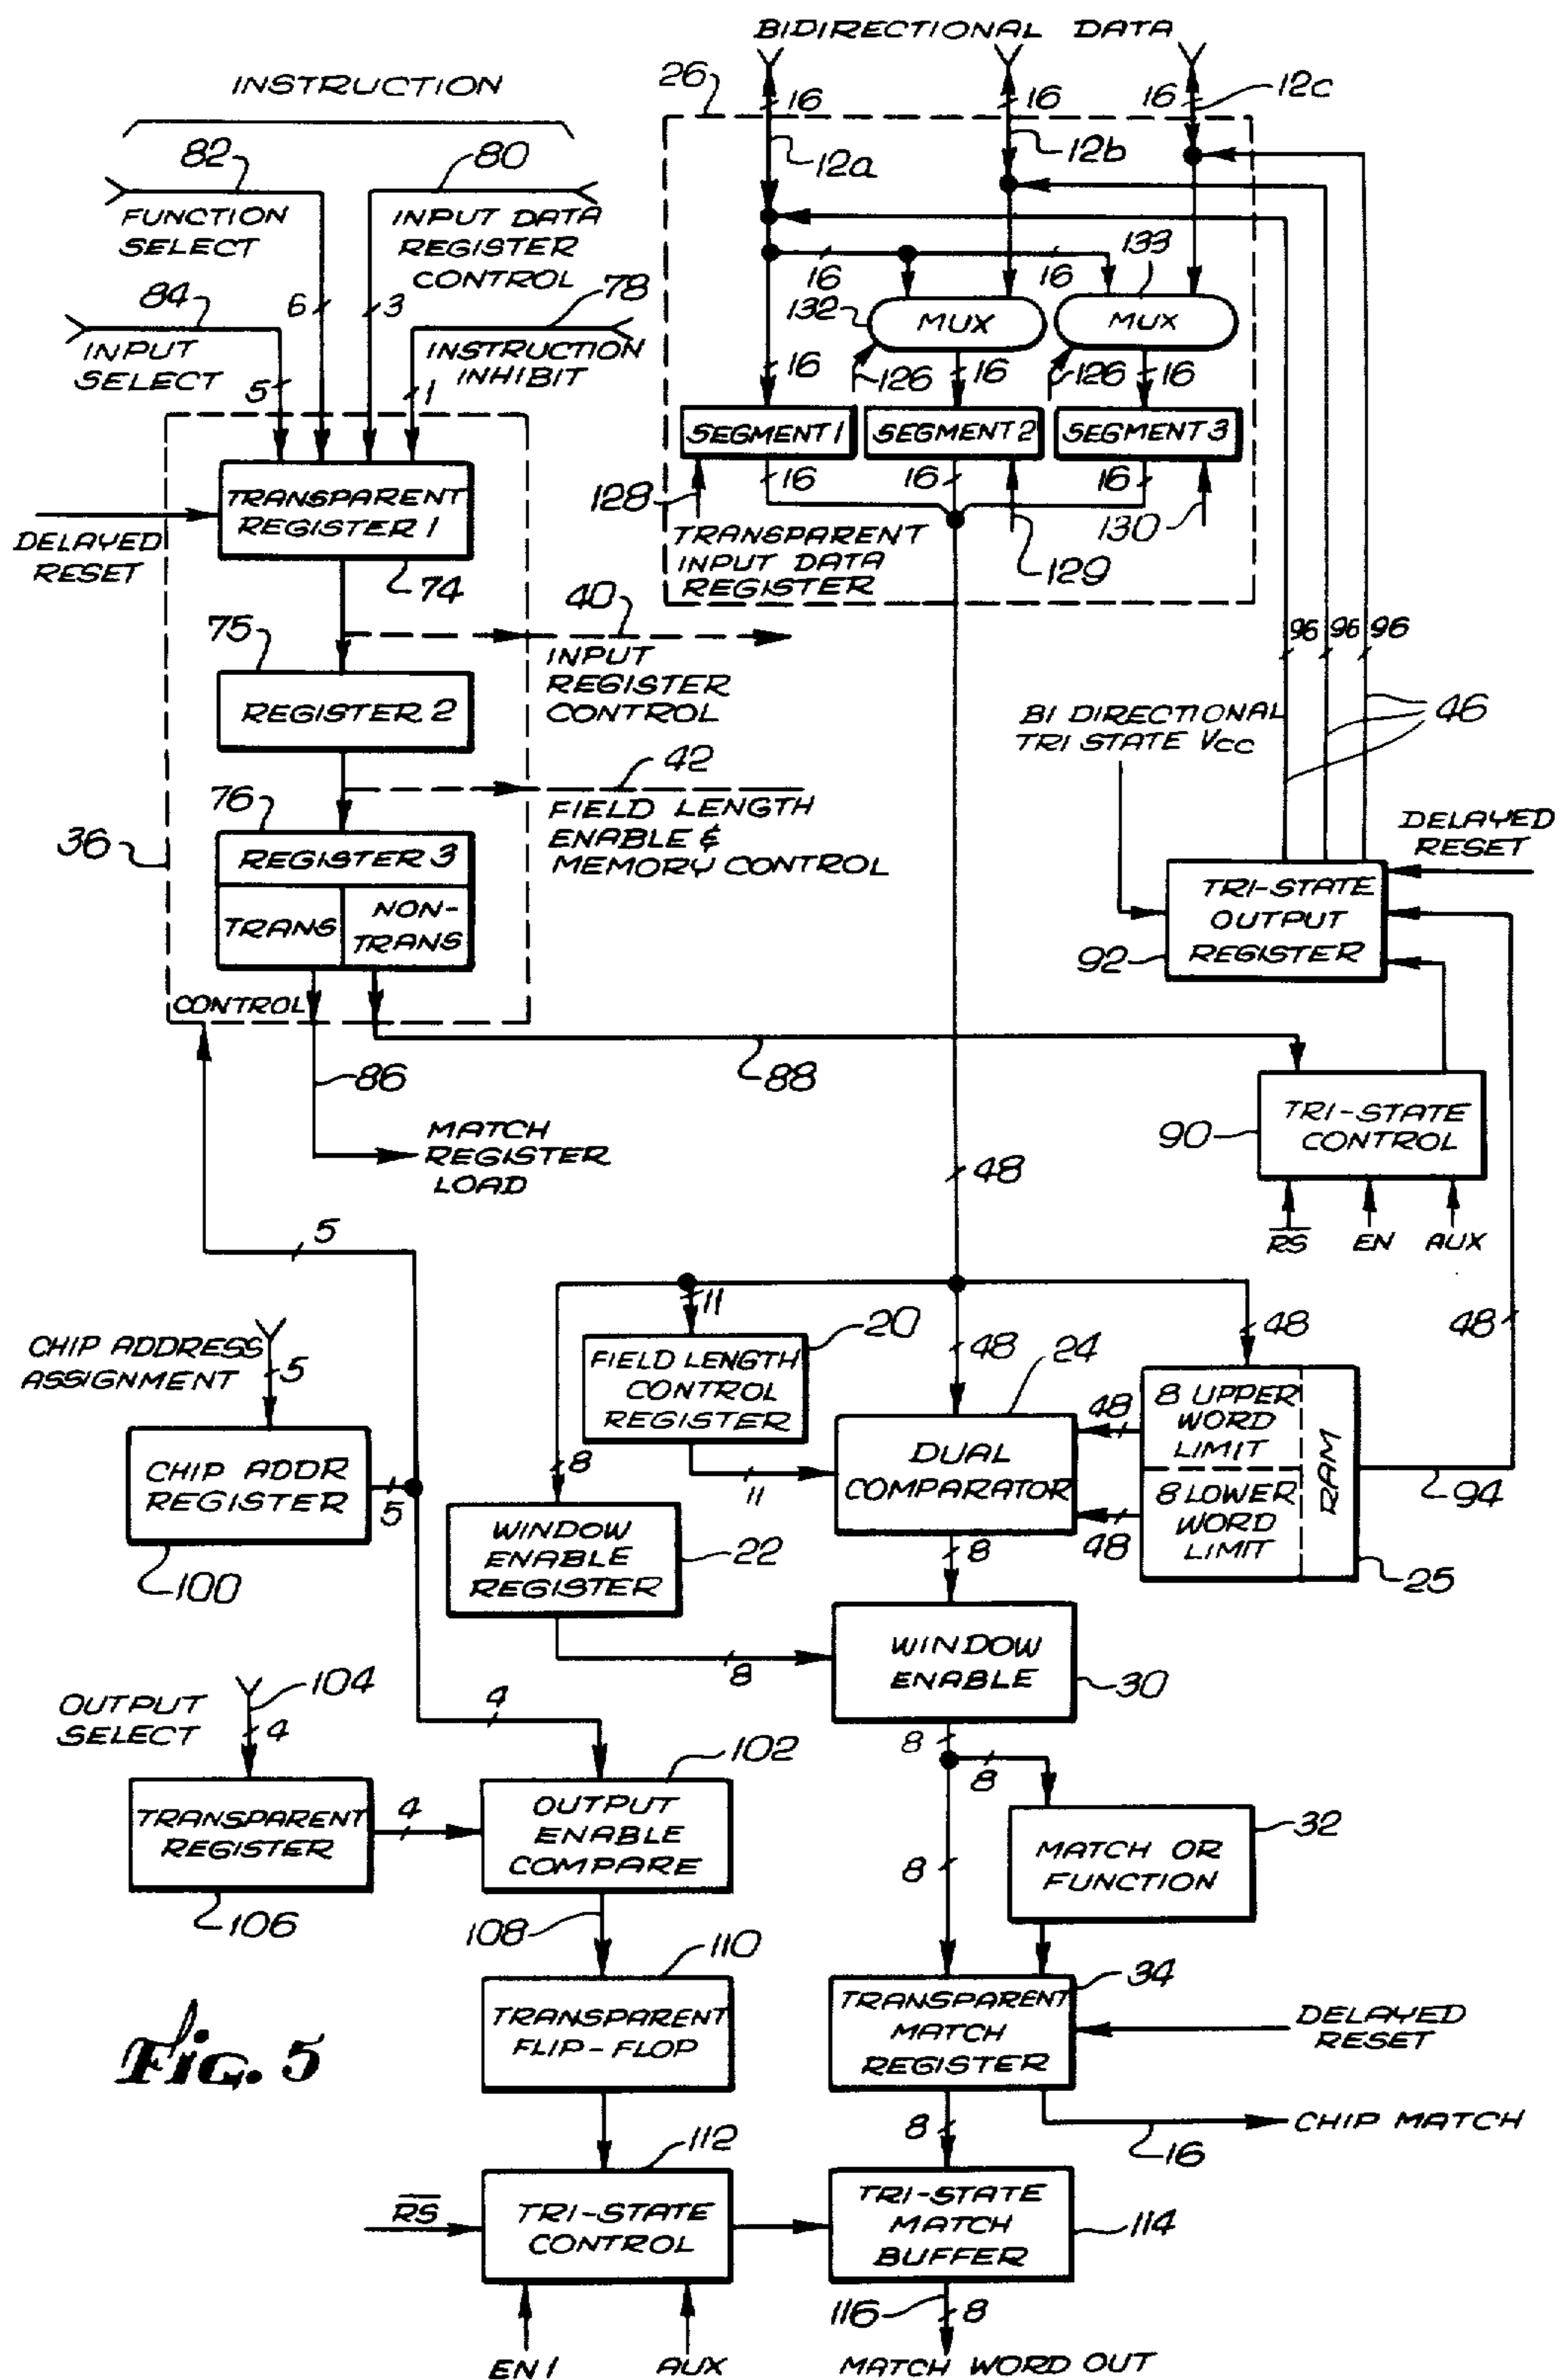 BIDIRECTIONAL DATA
INSTRUCTION
26
16
16
16
12c
82
80
12a
12b
FUNCTION
SELECT
INPUT DATA
REGISTER
CONTROL
133
16
16
84
6
3
78
132
MUX
MUX
INPUT
SELECT
INSTRUCTION
INHIBIT
5
1
16
126
16
126
16
SEGMENT 1
SEGMENT 2
SEGMENT 3
TRANSPARENT
REGISTER 1
128
16
16
16
130
DELAYED
RESET
74
TRANSPARENT
INPUT DATA
REGISTER
129
40
75
INPUT
REGISTER
CONTROL
96
96
96
REGISTER 2
BI DIRECTIONAL
TRI STATE VCC
46
42
76
FIELD LENGTH
ENABLE &
MEMORY CONTROL
36
REGISTER 3
TRANS
NON-
TRANS
DELAYED
RESET
TRI-STATE
OUTPUT
REGISTER
92
CONTROL
86
88
MATCH
REGISTER
LOAD
90
TRI-STATE
CONTROL
48
RS
EN
AUX
5
11
20
CHIP ADDRESS
ASSIGNMENT
5
FIELD LENGTH
CONTROL
REGISTER
48
24
48
48
8 UPPER
WORD
LIMIT
48
RAM
CHIP ADDR
REGISTER
5
8
11
DUAL
COMPARATOR
8 LOWER
WORD
LIMIT
48
94
100
WINDOW
ENABLE
REGISTER
22
8
25
WINDOW
ENABLE
8
30
OUTPUT
SELECT
104
4
4
102
8
8
TRANSPARENT
REGISTER
4
OUTPUT
ENABLE
COMPARE
8
MATCH OR
FUNCTION
32
106
108
110
34
TRANSPARENT
FLIP-FLOP
TRANSPARENT
MATCH
REGISTER
DELAYED
RESET
Fig. 5
8
16
CHIP MATCH
112
RS
TRI-STATE
CONTROL
TRI-STATE
MATCH
BUFFER
114
116
8
EN 1
AUX
MATCH WORD OUT